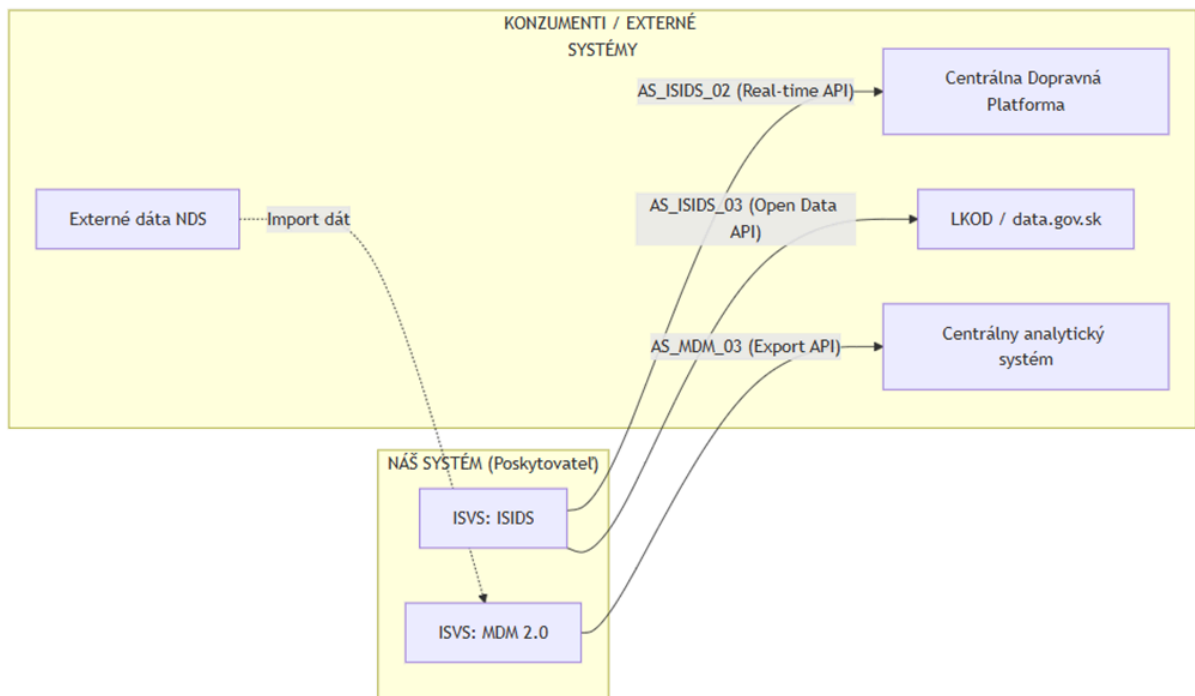 KONZUMENTI / EXTERNÉ
SYSTÉMY
AS_ISIDS_02 (Real-time API)
Centrálna Dopravná
Platforma
Externé dáta NDS
Import dát
AS_ISIDS_03 (Open Data
API)
LKOD / data.gov.sk
AS_MDM_03 (Export API)
Centrálny analytický
systém
NÁŠ SYSTÉM (Poskytovateľ)
ISVS: ISIDS
ISVS: MDM 2.0